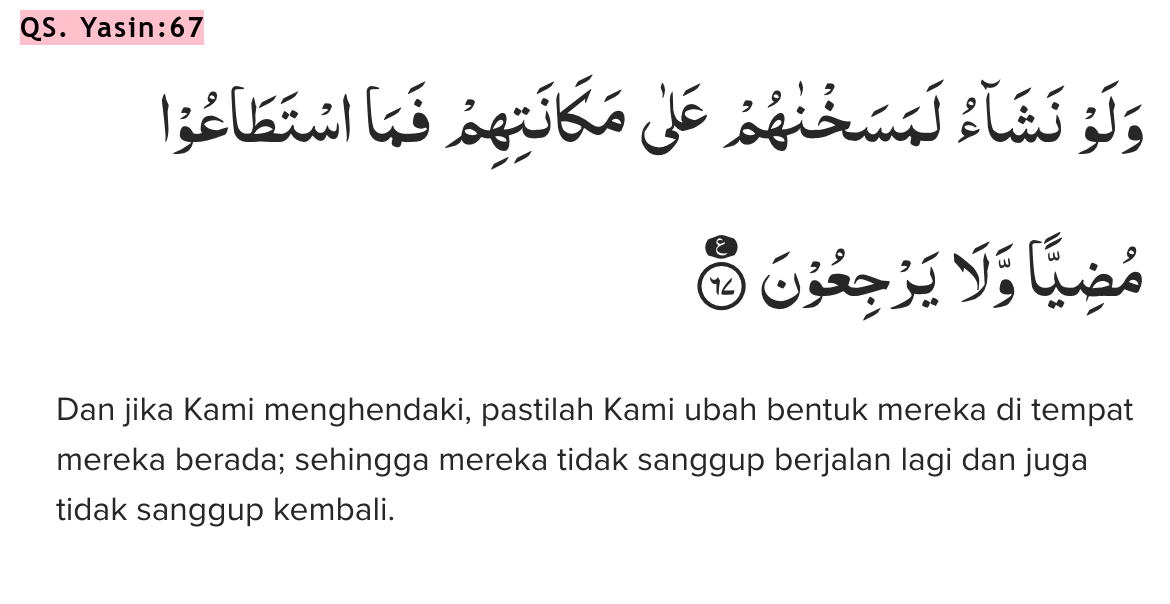 QS. Yasin:67
وَلَوْ نَشَاۤءُ لَمَسَخْنٰهُمْ عَلٰى مَكَانَتِهِمْ فَمَا اسْتَطَاعُوْا
مُضِيًّا وَّلَا يَرْجِعُوْنَ ࣖ ٦٧
Dan jika Kami menghendaki, pastilah Kami ubah bentuk mereka di tempat
mereka berada; sehingga mereka tidak sanggup berjalan lagi dan juga
tidak sanggup kembali.